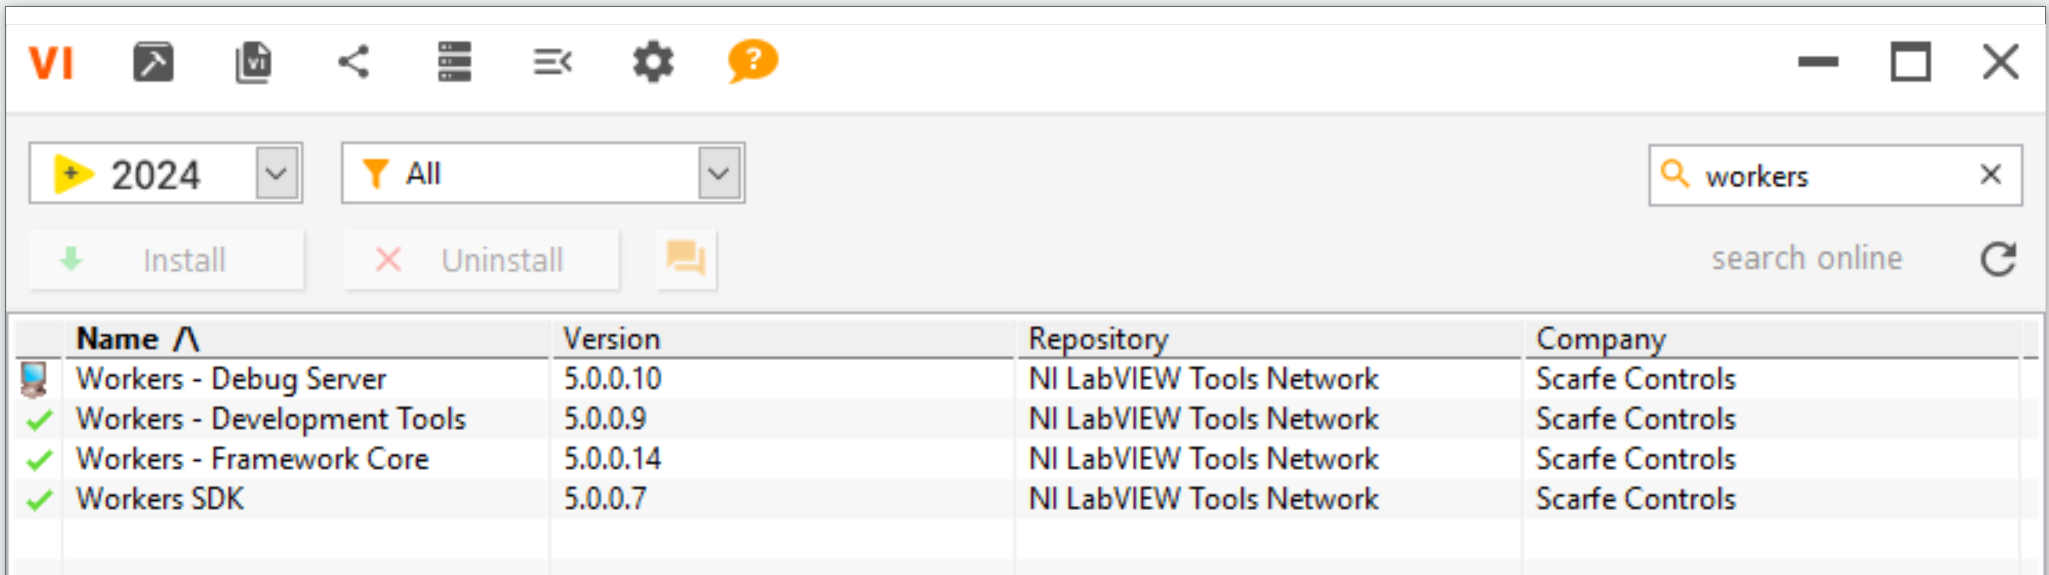 VI VI ?
2024 All workers
Install Uninstall search online
Name Version Repository Company
Workers - Debug Server 5.0.0.10 NI LabVIEW Tools Network Scarfe Controls
Workers - Development Tools 5.0.0.9 NI LabVIEW Tools Network Scarfe Controls
Workers - Framework Core 5.0.0.14 NI LabVIEW Tools Network Scarfe Controls
Workers SDK 5.0.0.7 NI LabVIEW Tools Network Scarfe Controls